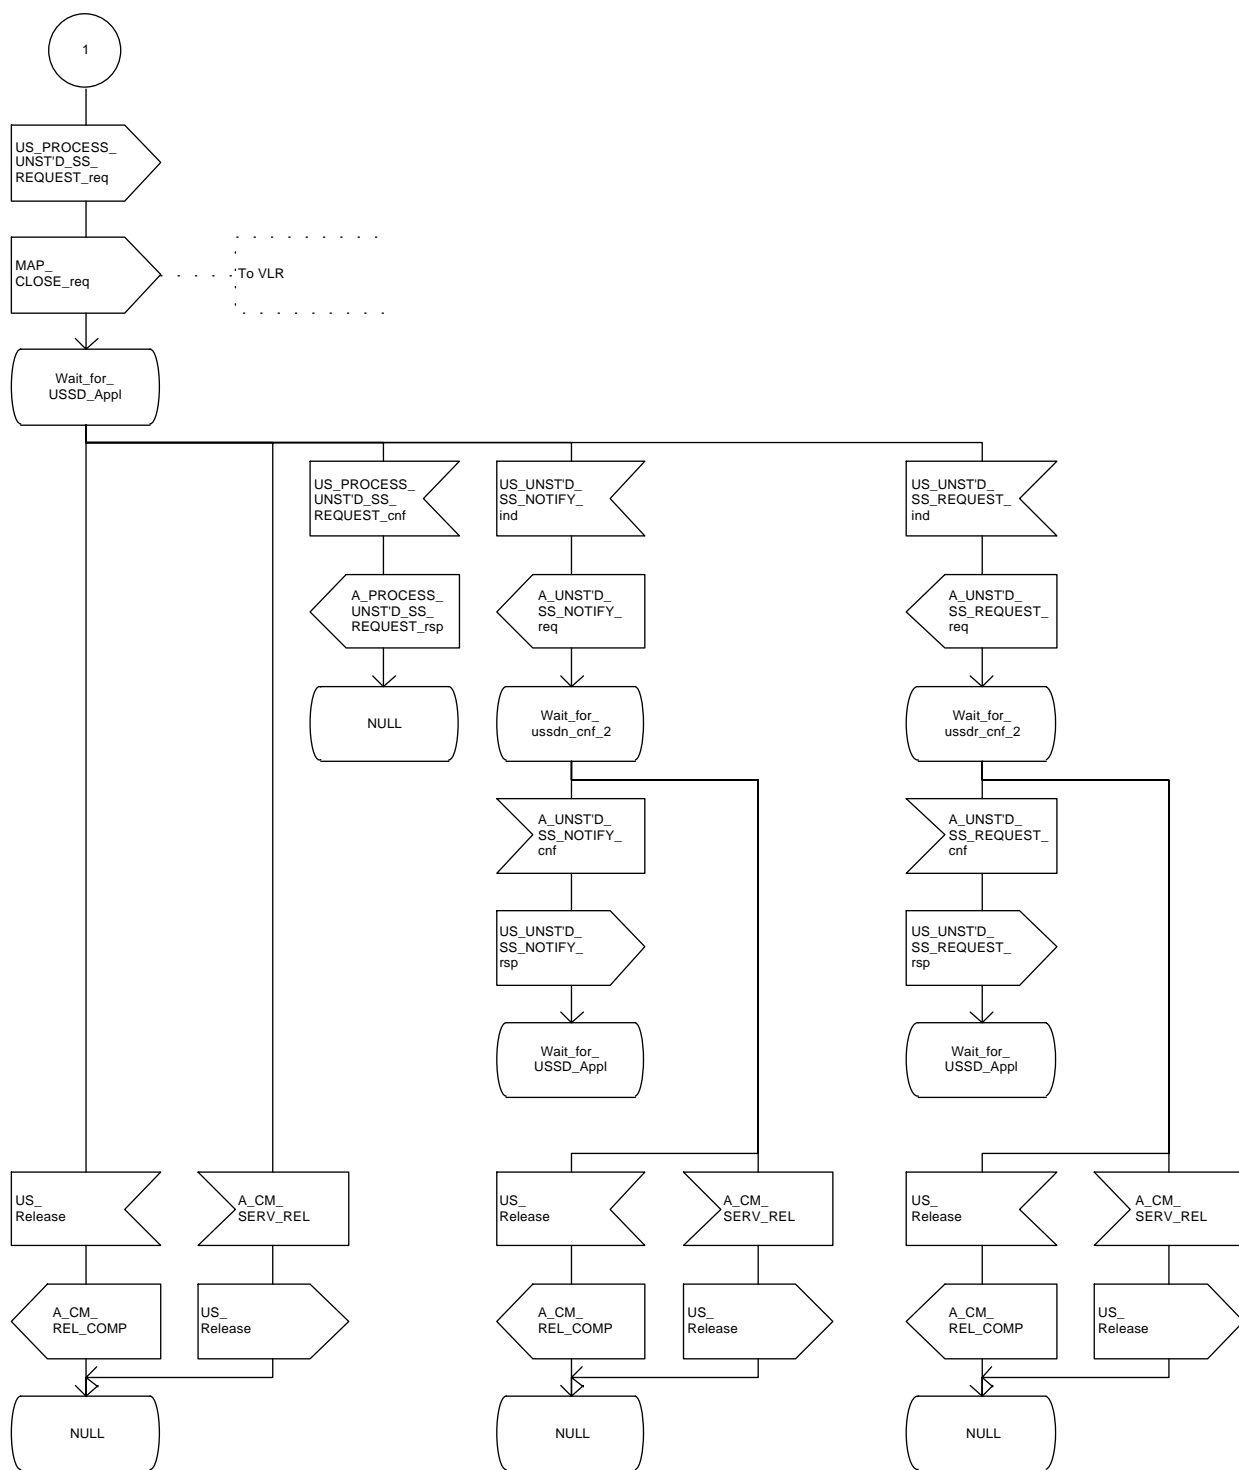 1
US_PROCESS_
UNST'D_SS_
REQUEST_req
MAP_
CLOSE_req
To VLR
Wait_for_
USSD_Appl
US_PROCESS_
UNST'D_SS_
REQUEST_cnf
US_UNST'D_
SS_NOTIFY_
ind
US_UNST'D_
SS_REQUEST_
ind
A_PROCESS_
UNST'D_SS_
REQUEST_rsp
A_UNST'D_
SS_NOTIFY_
req
A_UNST'D_
SS_REQUEST_
req
NULL
Wait_for_
ussdn_cnf_2
Wait_for_
ussdr_cnf_2
A_UNST'D_
SS_NOTIFY_
cnf
A_UNST'D_
SS_REQUEST_
cnf
US_UNST'D_
SS_NOTIFY_
rsp
US_UNST'D_
SS_REQUEST_
rsp
Wait_for_
USSD_Appl
Wait_for_
USSD_Appl
US_
Release
A_CM_
SERV_REL
US_
Release
A_CM_
SERV_REL
US_
Release
A_CM_
SERV_REL
A_CM_
REL_COMP
US_
Release
A_CM_
REL_COMP
US_
Release
A_CM_
REL_COMP
US_
Release
NULL
NULL
NULL